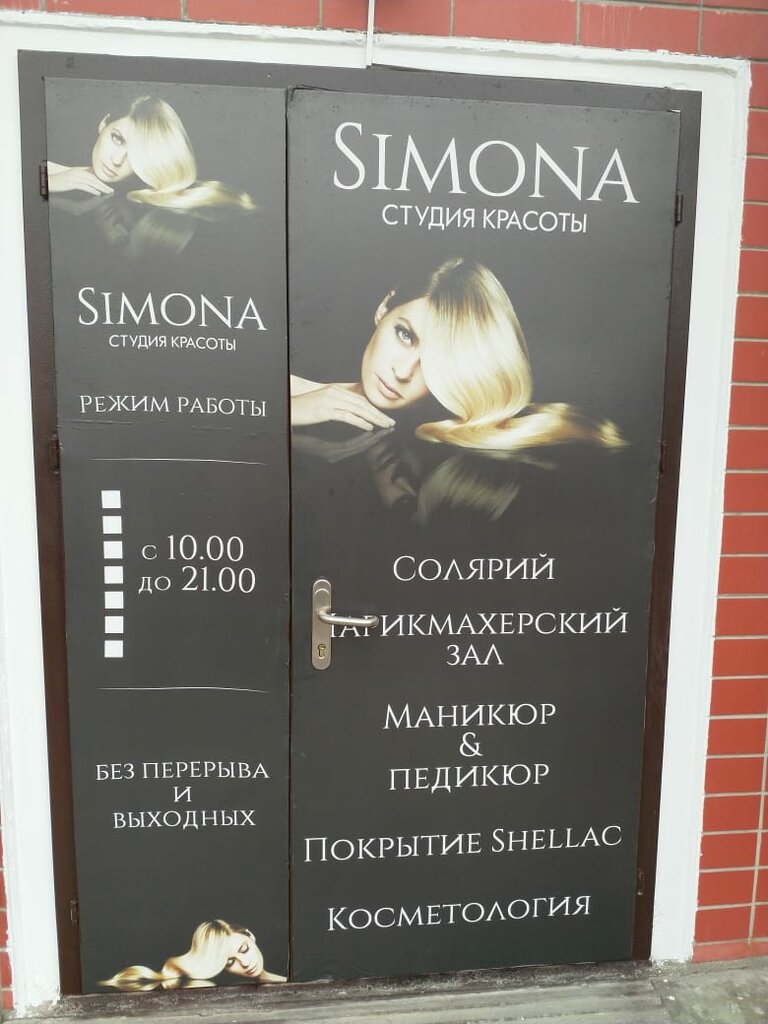 SIMONA
СТУДИЯ КРАСОТЫ
РЕЖИМ РАБОТЫ
С 10.00
ДО 21.00
БЕЗ ПЕРЕРЫВА
И
ВЫХОДНЫХ
SIMONA
СТУДИЯ КРАСОТЫ
СОЛЯРИЙ
ПАРИКМАХЕРСКИЙ
ЗАЛ
МАНИКЮР
&
ПЕДИКЮР
ПОКРЫТИЕ SHELLAC
КОСМЕТОЛОГИЯ